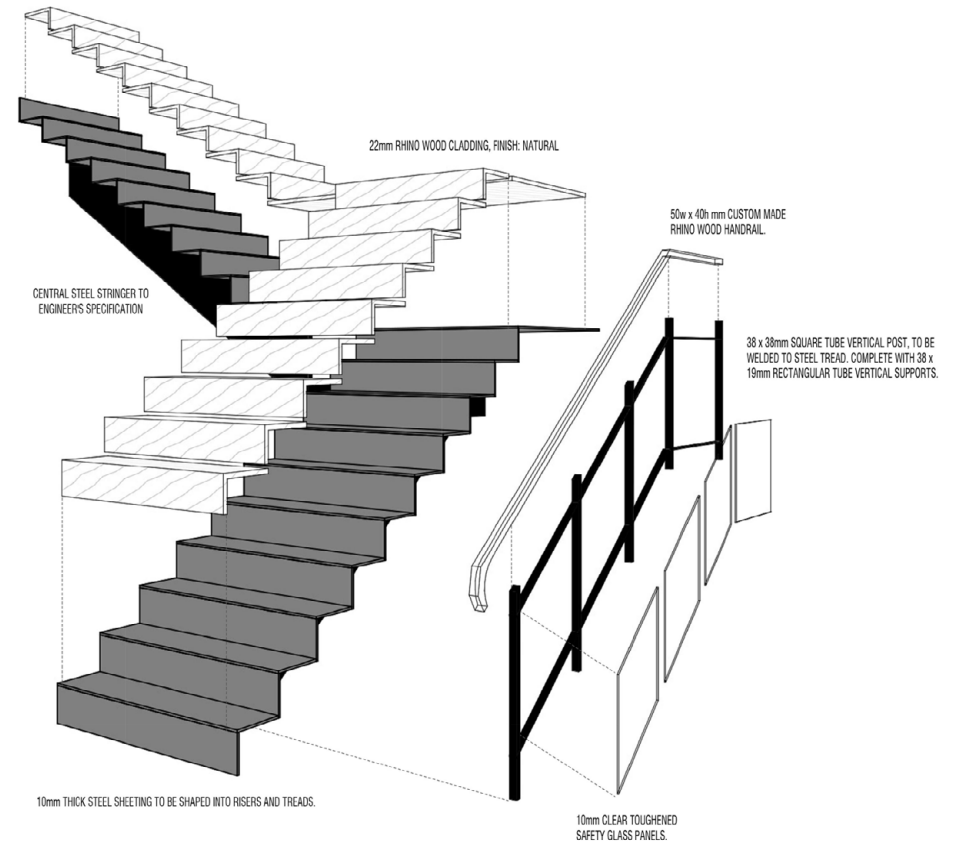 22mm RHINO WOOD CLADDING, FINISH: NATURAL
50w x 40h mm CUSTOM MADE
RHINO WOOD HANDRAIL.
CENTRAL STEEL STRINGER TO
ENGINEER'S SPECIFICATION
38 x 38mm SQUARE TUBE VERTICAL POST, TO BE
WELDED TO STEEL TREAD. COMPLETE WITH 38 x
19mm RECTANGULAR TUBE VERTICAL SUPPORTS.
10mm THICK STEEL SHEETING TO BE SHAPED INTO RISERS AND TREADS.
10mm CLEAR TOUGHENED
SAFETY GLASS PANELS.